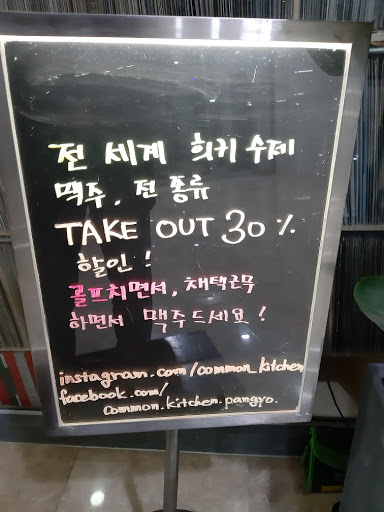 전 세계 희귀 수제
맥주, 전 종류
TAKE OUT 30%
할인!
골프치면서, 채택근무
하면서 맥주드세요!
instagram.com/common_kitchen
facebook.com/
common.kitchen.pangyo.